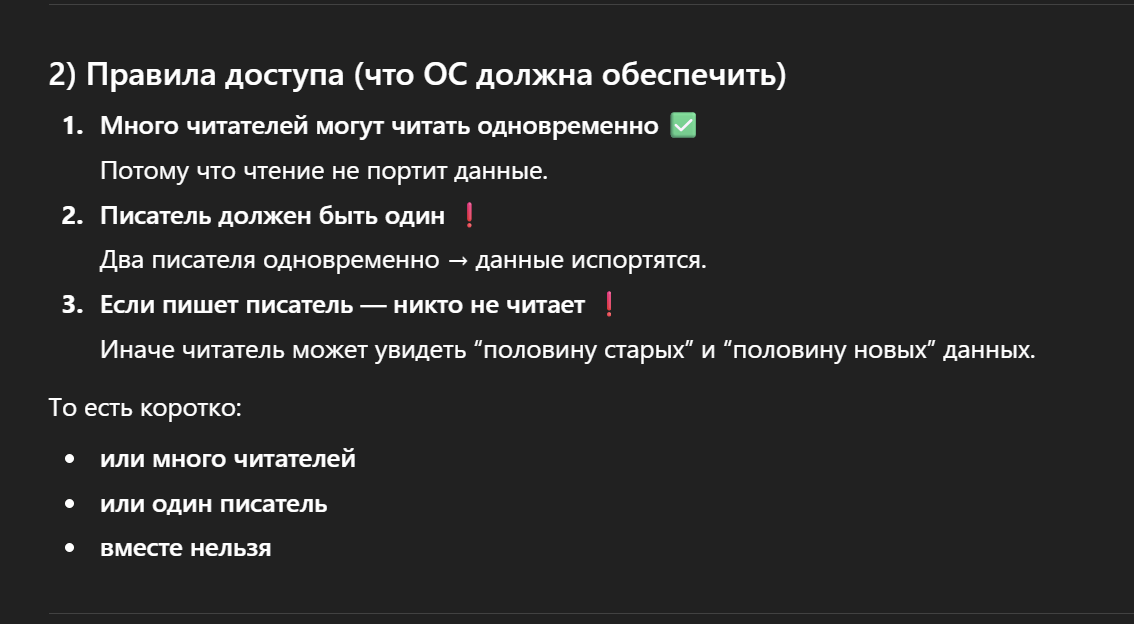 2) Правила доступа (что ОС должна обеспечить)
1. Много читателей могут читать одновременно ✅
Потому что чтение не портит данные.
2. Писатель должен быть один ❗
Два писателя одновременно → данные испортятся.
3. Если пишет писатель — никто не читает ❗
Иначе читатель может увидеть “половину старых” и “половину новых” данных.
То есть коротко:
• или много читателей
• или один писатель
• вместе нельзя